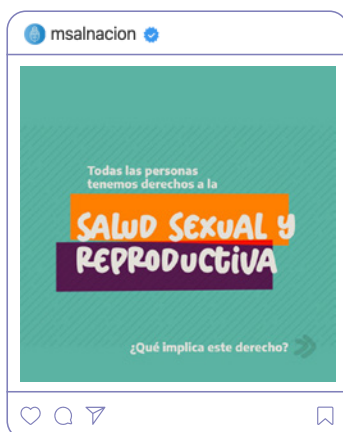 msalnacion
Todas las personas
tenemos derechos a la
SALUD SEXUAL Y
REPRODUCTIVA
¿Qué implica este derecho?